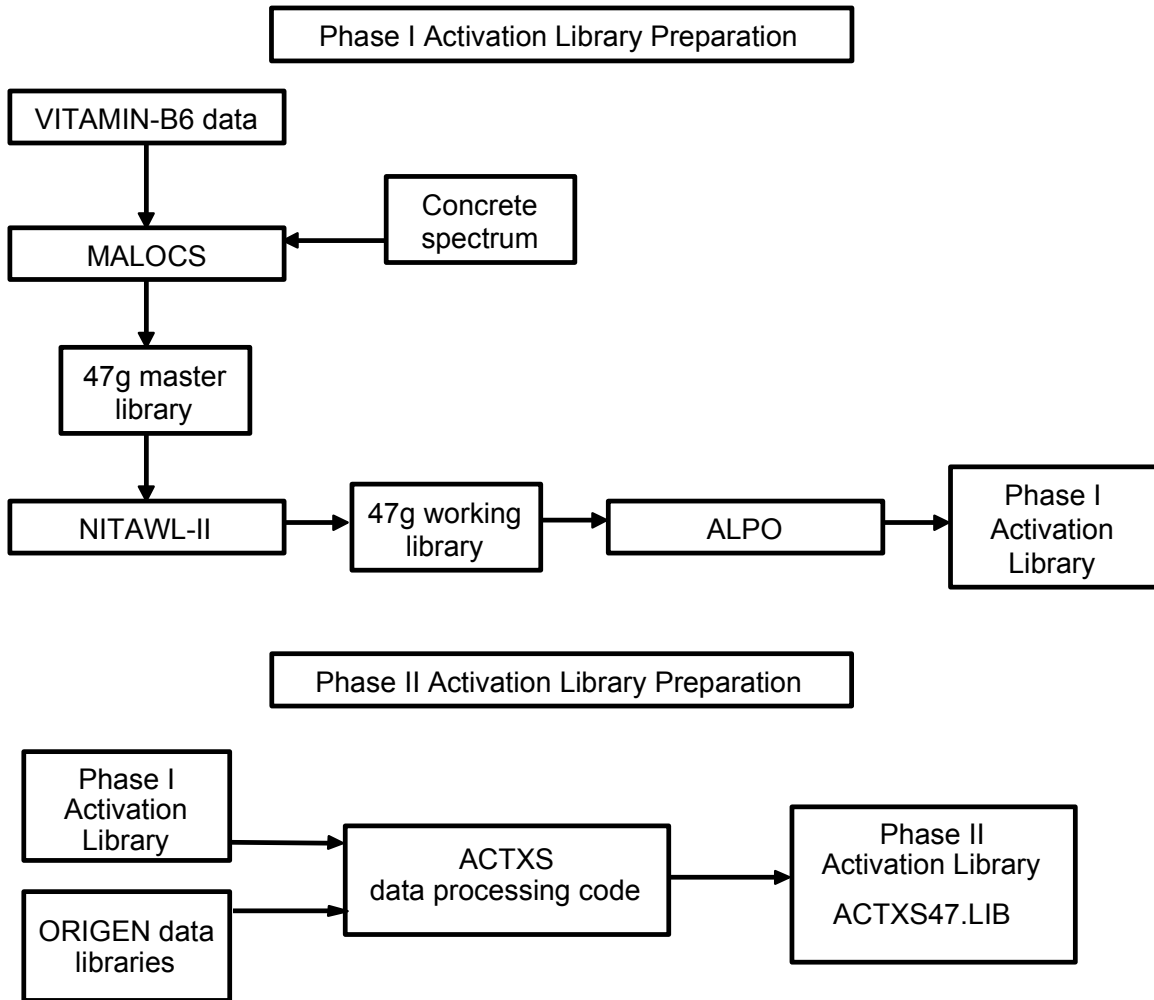 Phase I Activation Library Preparation
VITAMIN-B6 data
Concrete
spectrum
MALOCS
47g master
library
NITAWL-II
47g working
library
ALPO
Phase I
Activation
Library
Phase II Activation Library Preparation
Phase I
Activation
Library
ORIGEN data
libraries
ACTXS
data processing code
Phase II
Activation Library
ACTXS47.LIB